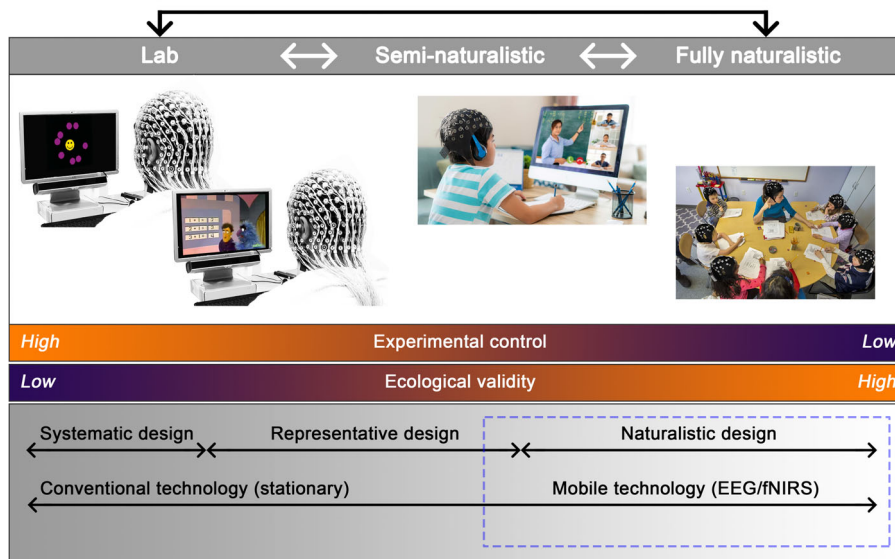 Lab
Semi-naturalistic
Fully naturalistic
High
Experimental control
Low
Low
Ecological validity
High
Systematic design
Representative design
Naturalistic design
Conventional technology (stationary)
Mobile technology (EEG/fNIRS)